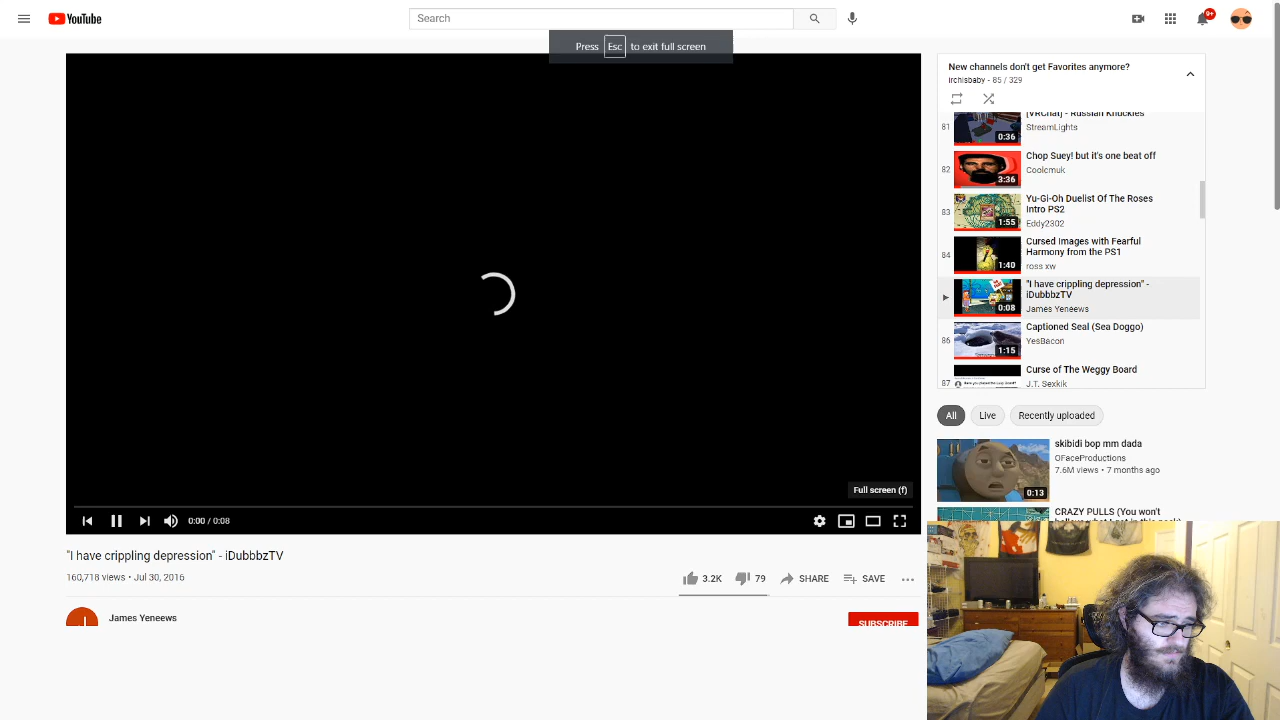 YouTube
Search
9+
Press Esc to exit full screen
Full screen (f)
0:00 / 0:08
"I have crippling depression" - iDubbbzTV
160,718 views • Jul 30, 2016
3.2K
79
SHARE
SAVE
James Yeneews
SUBSCRIBE
New channels don't get Favorites anymore?
irchisbaby - 85 / 329
81
0:36
[VRChat] - Russian Knuckles
StreamLights
82
3:36
Chop Suey! but it's one beat off
Coolcmuk
83
1:55
Yu-Gi-Oh Duelist Of The Roses
Intro PS2
Eddy2302
84
1:40
Cursed Images with Fearful
Harmony from the PS1
ross xw
0:08
"I have crippling depression" -
iDubbbzTV
James Yeneews
86
1:15
Captioned Seal (Sea Doggo)
YesBacon
87
Curse of The Weggy Board
J.T. Sexkik
All
Live
Recently uploaded
0:13
skibidi bop mm dada
OFaceProductions
7.6M views • 7 months ago
CRAZY PULLS (You won't